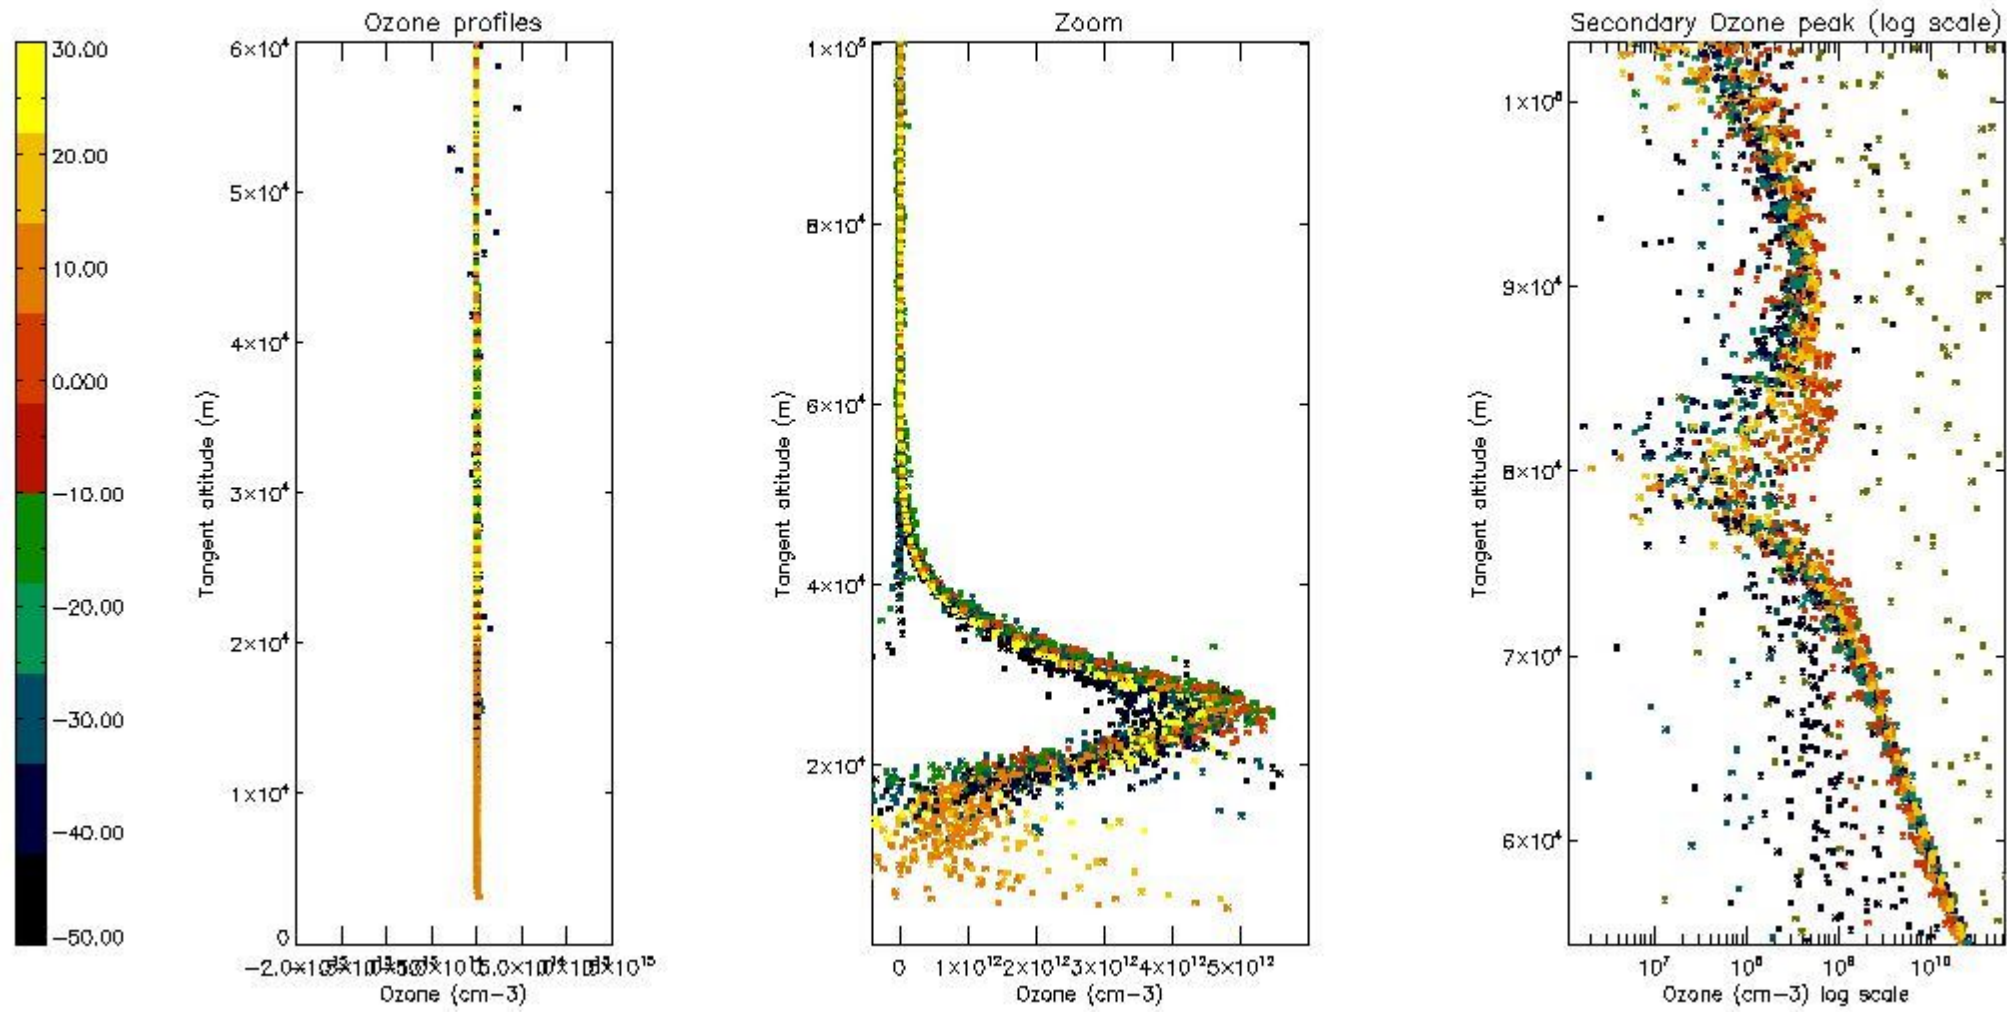 Ozone profiles
Zoom
Secondary Ozone peak (log scale)
30.00
20.00
10.00
0.000
−10.00
−20.00
−30.00
−40.00
−50.00
6×10⁴
5×10⁴
4×10⁴
3×10⁴
2×10⁴
1×10⁴
0
Tangent altitude (m)
Ozone (cm−3)
1×10⁵
8×10⁴
6×10⁴
4×10⁴
2×10⁴
Tangent altitude (m)
0 1×10¹² 2×10¹² 3×10¹² 4×10¹² 5×10¹²
Ozone (cm−3)
1×10⁵
9×10⁴
8×10⁴
7×10⁴
6×10⁴
Tangent altitude (m)
10⁷ 10⁸ 10⁹ 10¹⁰
Ozone (cm−3) log scale